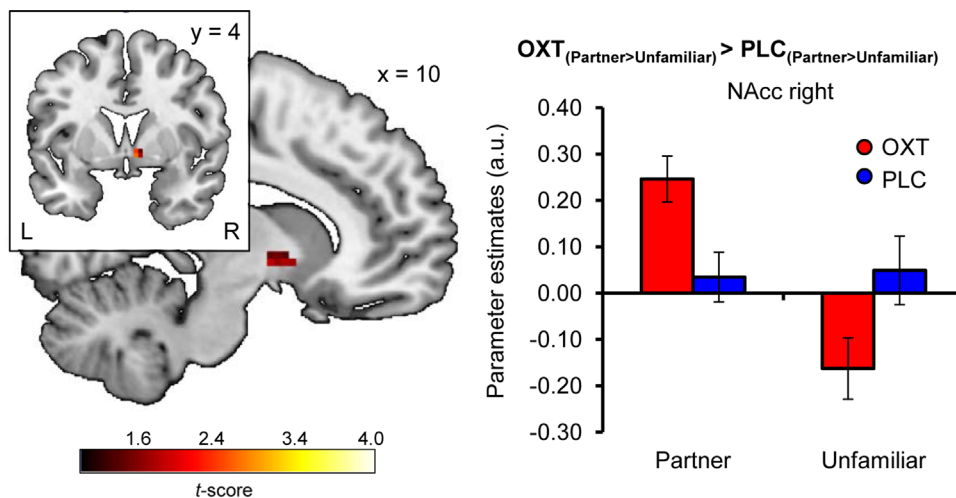 y = 4
x = 10
L
R
1.6 2.4 3.4 4.0
t-score
OXT(Partner>Unfamiliar) > PLC(Partner>Unfamiliar)
NAcc right
Parameter estimates (a.u.)
0.40
0.30
0.20
0.10
0.00
-0.10
-0.20
-0.30
OXT
PLC
Partner Unfamiliar